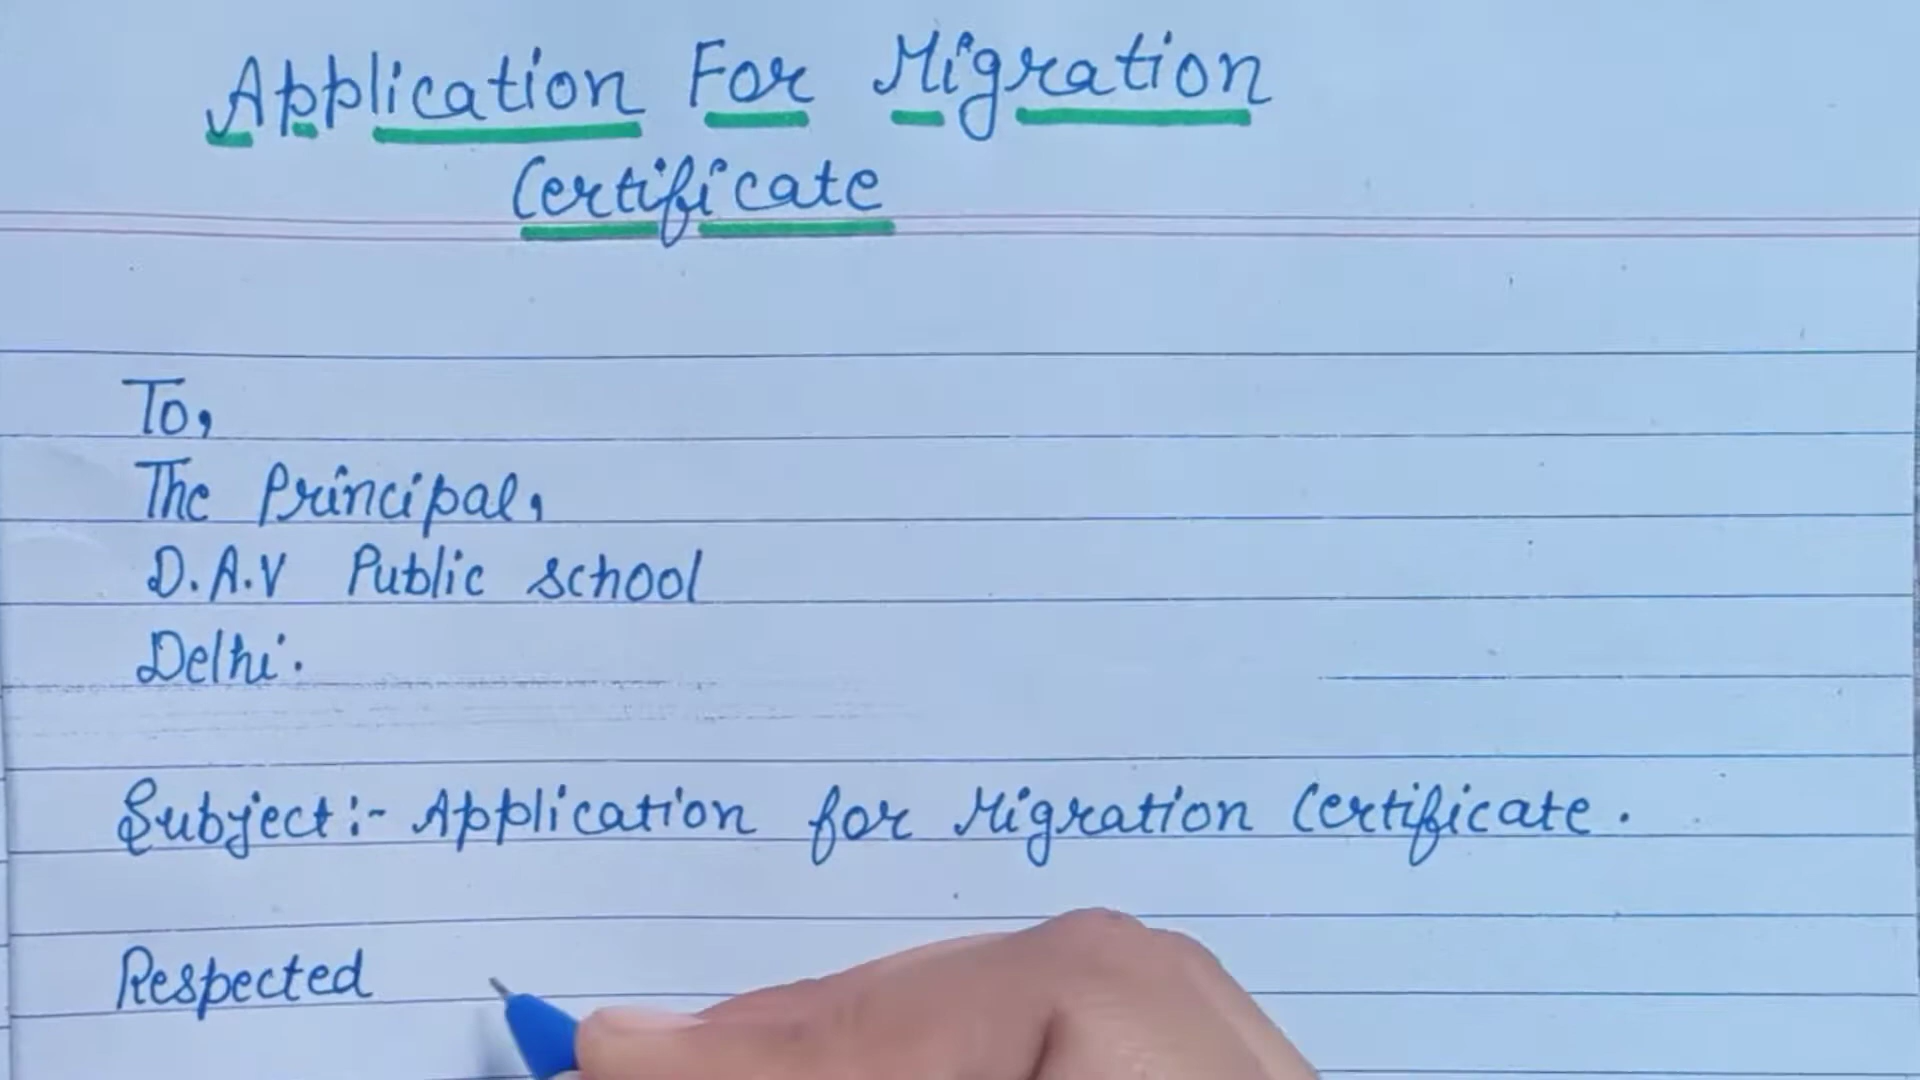 Application For Migration
Certificate
To,
The Principal,
D.A.V Public school
Delhi.
Subject:- Application for Migration Certificate.
Respected